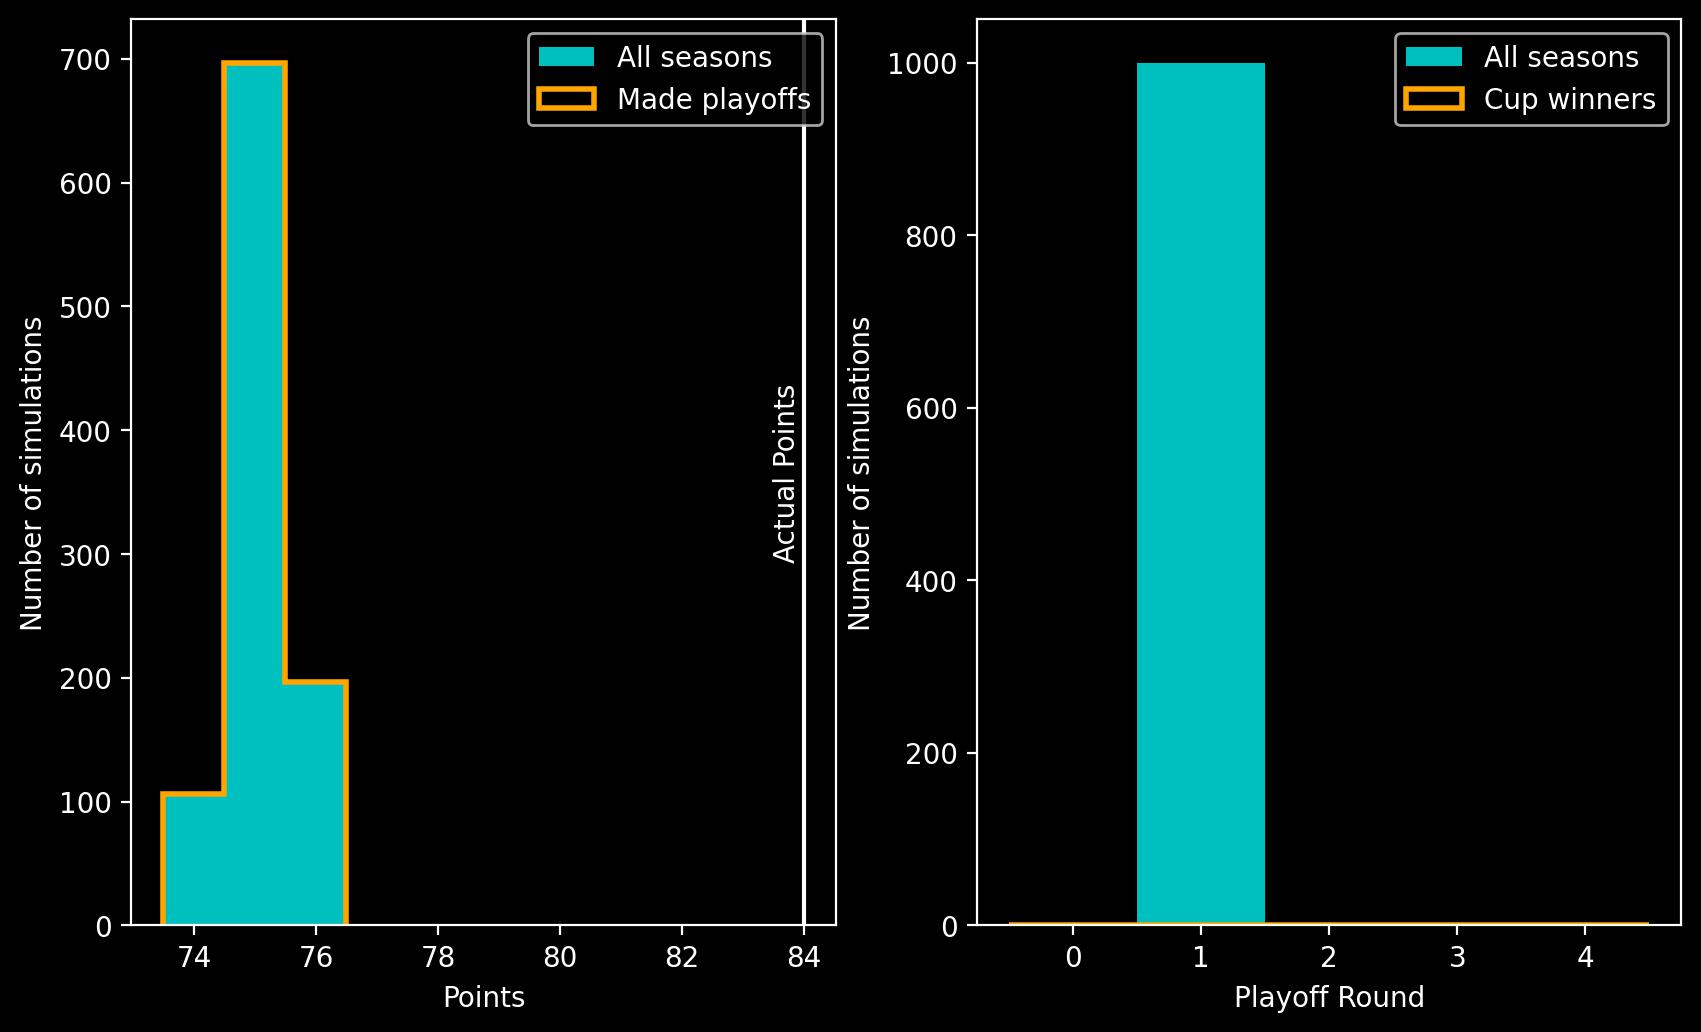 All seasons
Made playoffs
Number of simulations
700
600
500
400
300
200
100
0
Actual Points
74 76 78 80 82 84
Points
All seasons
Cup winners
Number of simulations
1000
800
600
400
200
0
0 1 2 3 4
Playoff Round